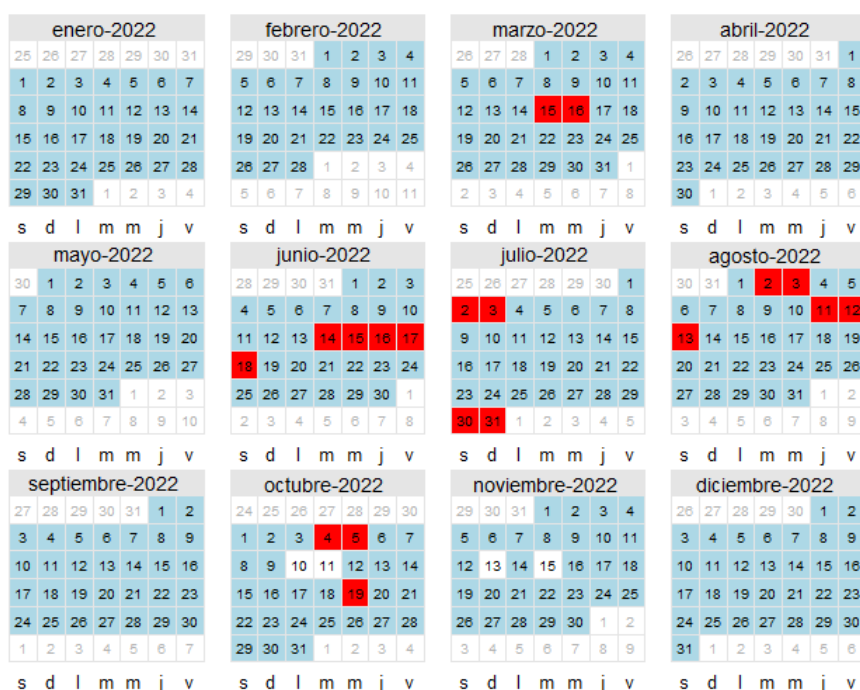 enero-2022 febrero-2022 marzo-2022 abril-2022
25 26 27 28 29 30 31 29 30 31 1 2 3 4 26 27 28 1 2 3 4 26 27 28 29 30 31 1
1 2 3 4 5 6 7 5 6 7 8 9 10 11 5 6 7 8 9 10 11 2 3 4 5 6 7 8
8 9 10 11 12 13 14 12 13 14 15 16 17 18 12 13 14 15 16 17 18 9 10 11 12 13 14 15
15 16 17 18 19 20 21 19 20 21 22 23 24 25 19 20 21 22 23 24 25 16 17 18 19 20 21 22
22 23 24 25 26 27 28 26 27 28 1 2 3 4 26 27 28 29 30 31 1 23 24 25 26 27 28 29
29 30 31 1 2 3 4 5 6 7 8 9 10 11 2 3 4 5 6 7 8 30 1 2 3 4 5 6
s d l m m j v s d l m m j v s d l m m j v s d l m m j v
mayo-2022 junio-2022 julio-2022 agosto-2022
30 1 2 3 4 5 6 28 29 30 31 1 2 3 25 26 27 28 29 30 1 30 31 1 2 3 4 5
7 8 9 10 11 12 13 4 5 6 7 8 9 10 2 3 4 5 6 7 8 6 7 8 9 10 11 12
14 15 16 17 18 19 20 11 12 13 14 15 16 17 9 10 11 12 13 14 15 13 14 15 16 17 18 19
21 22 23 24 25 26 27 18 19 20 21 22 23 24 16 17 18 19 20 21 22 20 21 22 23 24 25 26
28 29 30 31 1 2 3 25 26 27 28 29 30 1 23 24 25 26 27 28 29 27 28 29 30 31 1 2
4 5 6 7 8 9 10 2 3 4 5 6 7 8 30 31 1 2 3 4 5 3 4 5 6 7 8 9
s d l m m j v s d l m m j v s d l m m j v s d l m m j v
septiembre-2022 octubre-2022 noviembre-2022 diciembre-2022
27 28 29 30 31 1 2 24 25 26 27 28 29 30 29 30 31 1 2 3 4 26 27 28 29 30 1 2
3 4 5 6 7 8 9 1 2 3 4 5 6 7 5 6 7 8 9 10 11 3 4 5 6 7 8 9
10 11 12 13 14 15 16 8 9 10 11 12 13 14 12 13 14 15 16 17 18 10 11 12 13 14 15 16
17 18 19 20 21 22 23 15 16 17 18 19 20 21 19 20 21 22 23 24 25 17 18 19 20 21 22 23
24 25 26 27 28 29 30 22 23 24 25 26 27 28 26 27 28 29 30 1 2 24 25 26 27 28 29 30
1 2 3 4 5 6 7 29 30 31 1 2 3 4 3 4 5 6 7 8 9 31 1 2 3 4 5 6
s d l m m j v s d l m m j v s d l m m j v s d l m m j v